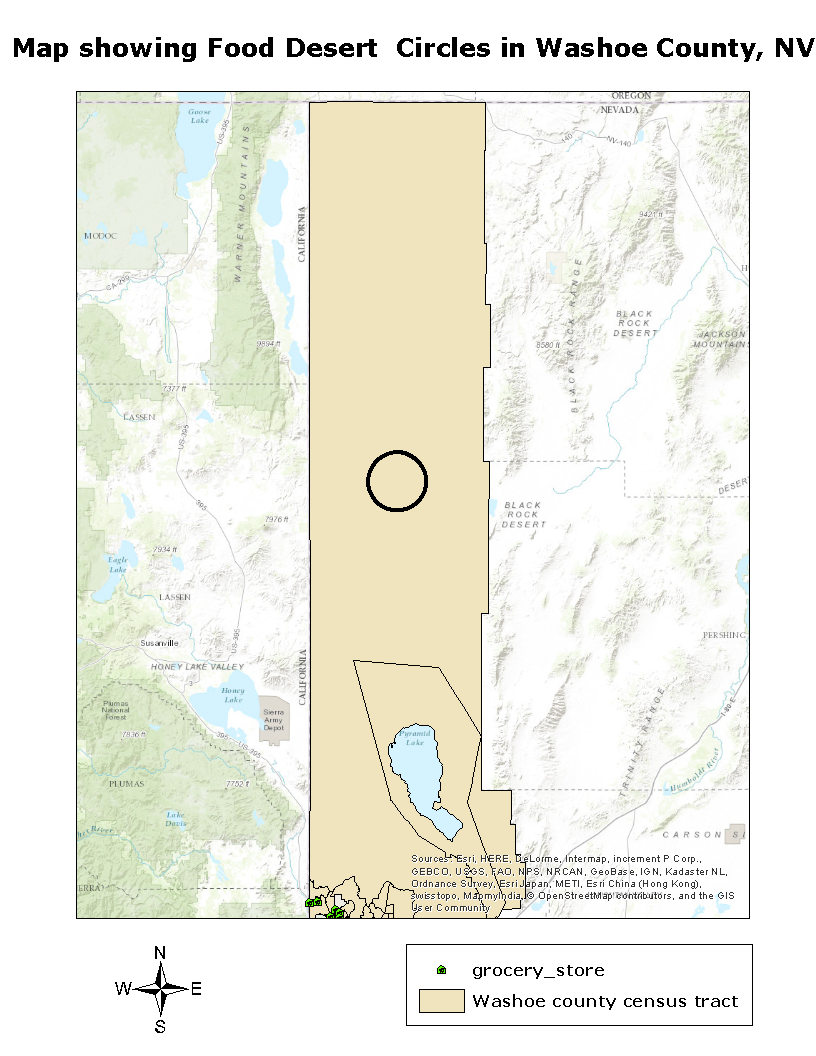 Map showing Food Desert  Circles in Washoe County, NV
OREGON
NEVADA
Goose
Lake
US-395
140
NV-140
WARNER MOUNTAINS
9421 ft
MODOC
CALIFORNIA
CA-299
BLACK ROCK RANGE
BLACK
ROCK
DESERT
JACKSON
MOUNTAIN
9894 ft
8580 ft
7377 ft
LASSEN
US-395
395
DESER
BLACK
ROCK
DESERT
7976 ft
7934 ft
Eagle
Lake
LASSEN
US-395
Susanville
PERSHING
HONEY LAKE VALLEY
CALIFORNIA
Honey
Lake
Plumas
National
Forest
Sierra
Army
Depot
7836 ft
395
US-395
Pyramid
Lake
TRINITY RANGE
I-80-E
Humboldt River
7752 ft
PLUMAS
Lake
Davis
River
CARSON SI
ERRA
Sources: Esri, HERE, DeLorme, Intermap, increment P Corp.,
GEBCO, USGS, FAO, NPS, NRCAN, GeoBase, IGN, Kadaster NL,
Ordnance Survey, Esri Japan, METI, Esri China (Hong Kong),
swisstopo, MapmyIndia, © OpenStreetMap contributors, and the GIS
User Community
N
W
E
S
grocery_store
Washoe county census tract